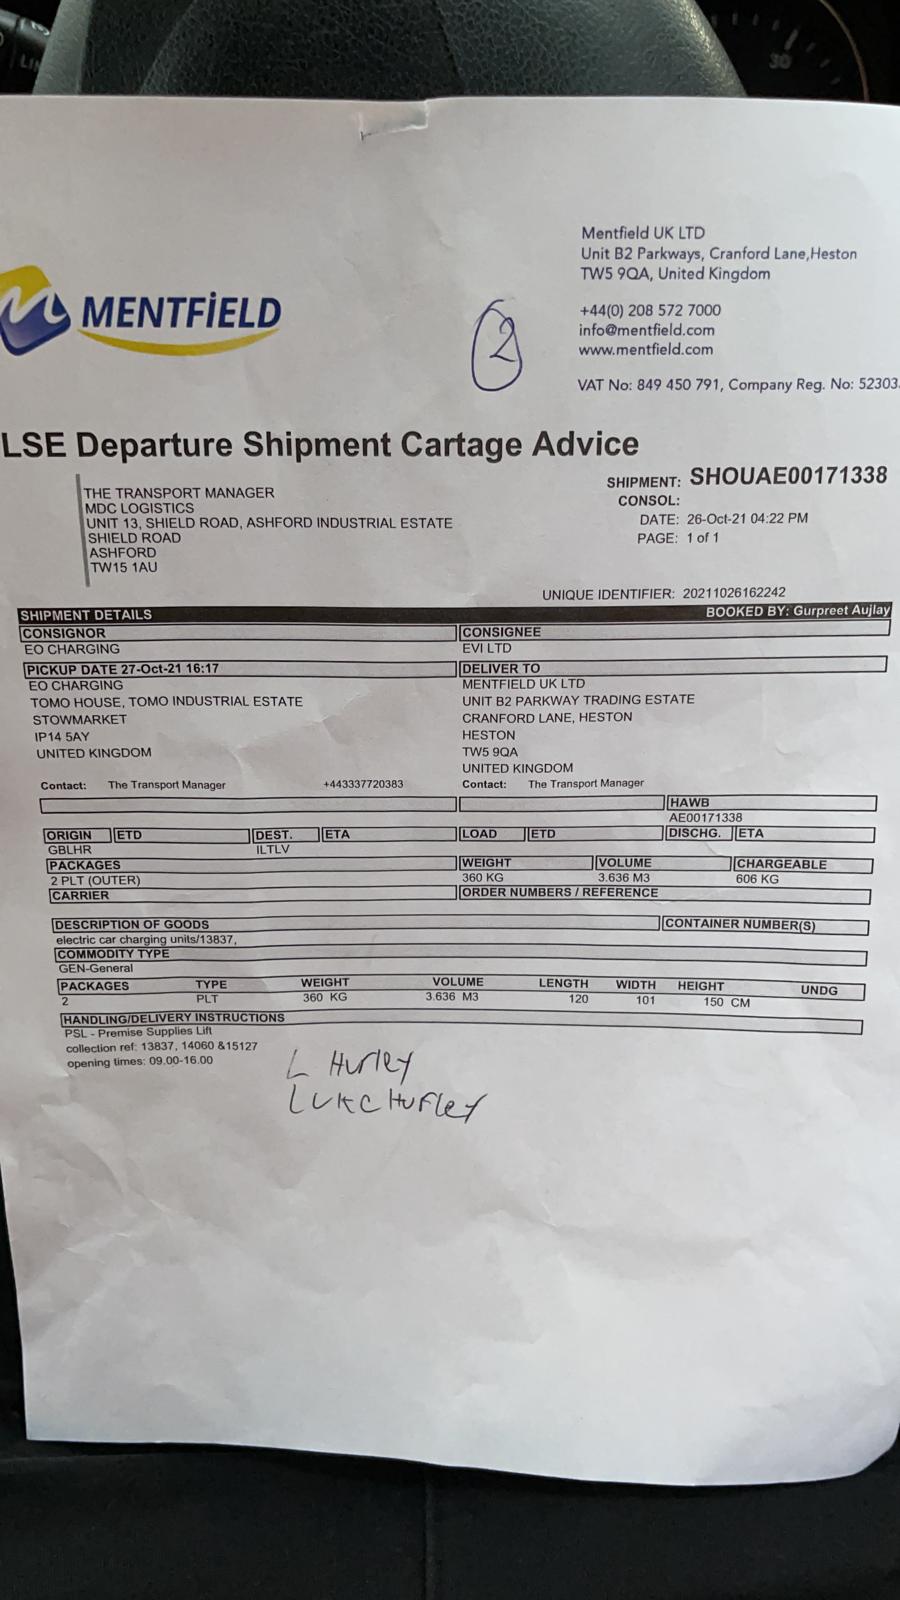 Mentfield UK LTD
Unit B2 Parkways, Cranford Lane,Heston
TW5 9QA, United Kingdom
MENTFiELD
+44(0) 208 572 7000
info@mentfield.com
www.mentfield.com
2
VAT No: 849 450 791, Company Reg. No: 52303
LSE Departure Shipment Cartage Advice
THE TRANSPORT MANAGER
MDC LOGISTICS
UNIT 13, SHIELD ROAD, ASHFORD INDUSTRIAL ESTATE
SHIELD ROAD
ASHFORD
TW15 1AU
SHIPMENT: SHOUAE00171338
CONSOL:
DATE: 26-Oct-21 04:22 PM
PAGE: 1 of 1
UNIQUE IDENTIFIER: 20211026162242
SHIPMENT DETAILS BOOKED BY: Gurpreet Aujlay
CONSIGNOR CONSIGNEE
EO CHARGING EVI LTD
PICKUP DATE 27-Oct-21 16:17 DELIVER TO
EO CHARGING MENTFIELD UK LTD
TOMO HOUSE, TOMO INDUSTRIAL ESTATE UNIT B2 PARKWAY TRADING ESTATE
STOWMARKET CRANFORD LANE, HESTON
IP14 5AY HESTON
UNITED KINGDOM TW5 9QA
UNITED KINGDOM
Contact: The Transport Manager +443337720383 Contact: The Transport Manager
HAWB
AE00171338
ORIGIN ETD DEST. ETA LOAD ETD DISCHG. ETA
GBLHR ILTLV
PACKAGES WEIGHT VOLUME CHARGEABLE
2 PLT (OUTER) 360 KG 3.636 M3 606 KG
CARRIER ORDER NUMBERS / REFERENCE
DESCRIPTION OF GOODS CONTAINER NUMBER(S)
electric car charging units/13837,
COMMODITY TYPE
GEN-General
PACKAGES TYPE WEIGHT VOLUME LENGTH WIDTH HEIGHT UNDG
2 PLT 360 KG 3.636 M3 120 101 150 CM
HANDLING/DELIVERY INSTRUCTIONS
PSL - Premise Supplies Lift
collection ref: 13837, 14060 &15127
opening times: 09.00-16.00
L Hurley
LUKE Hurley
30